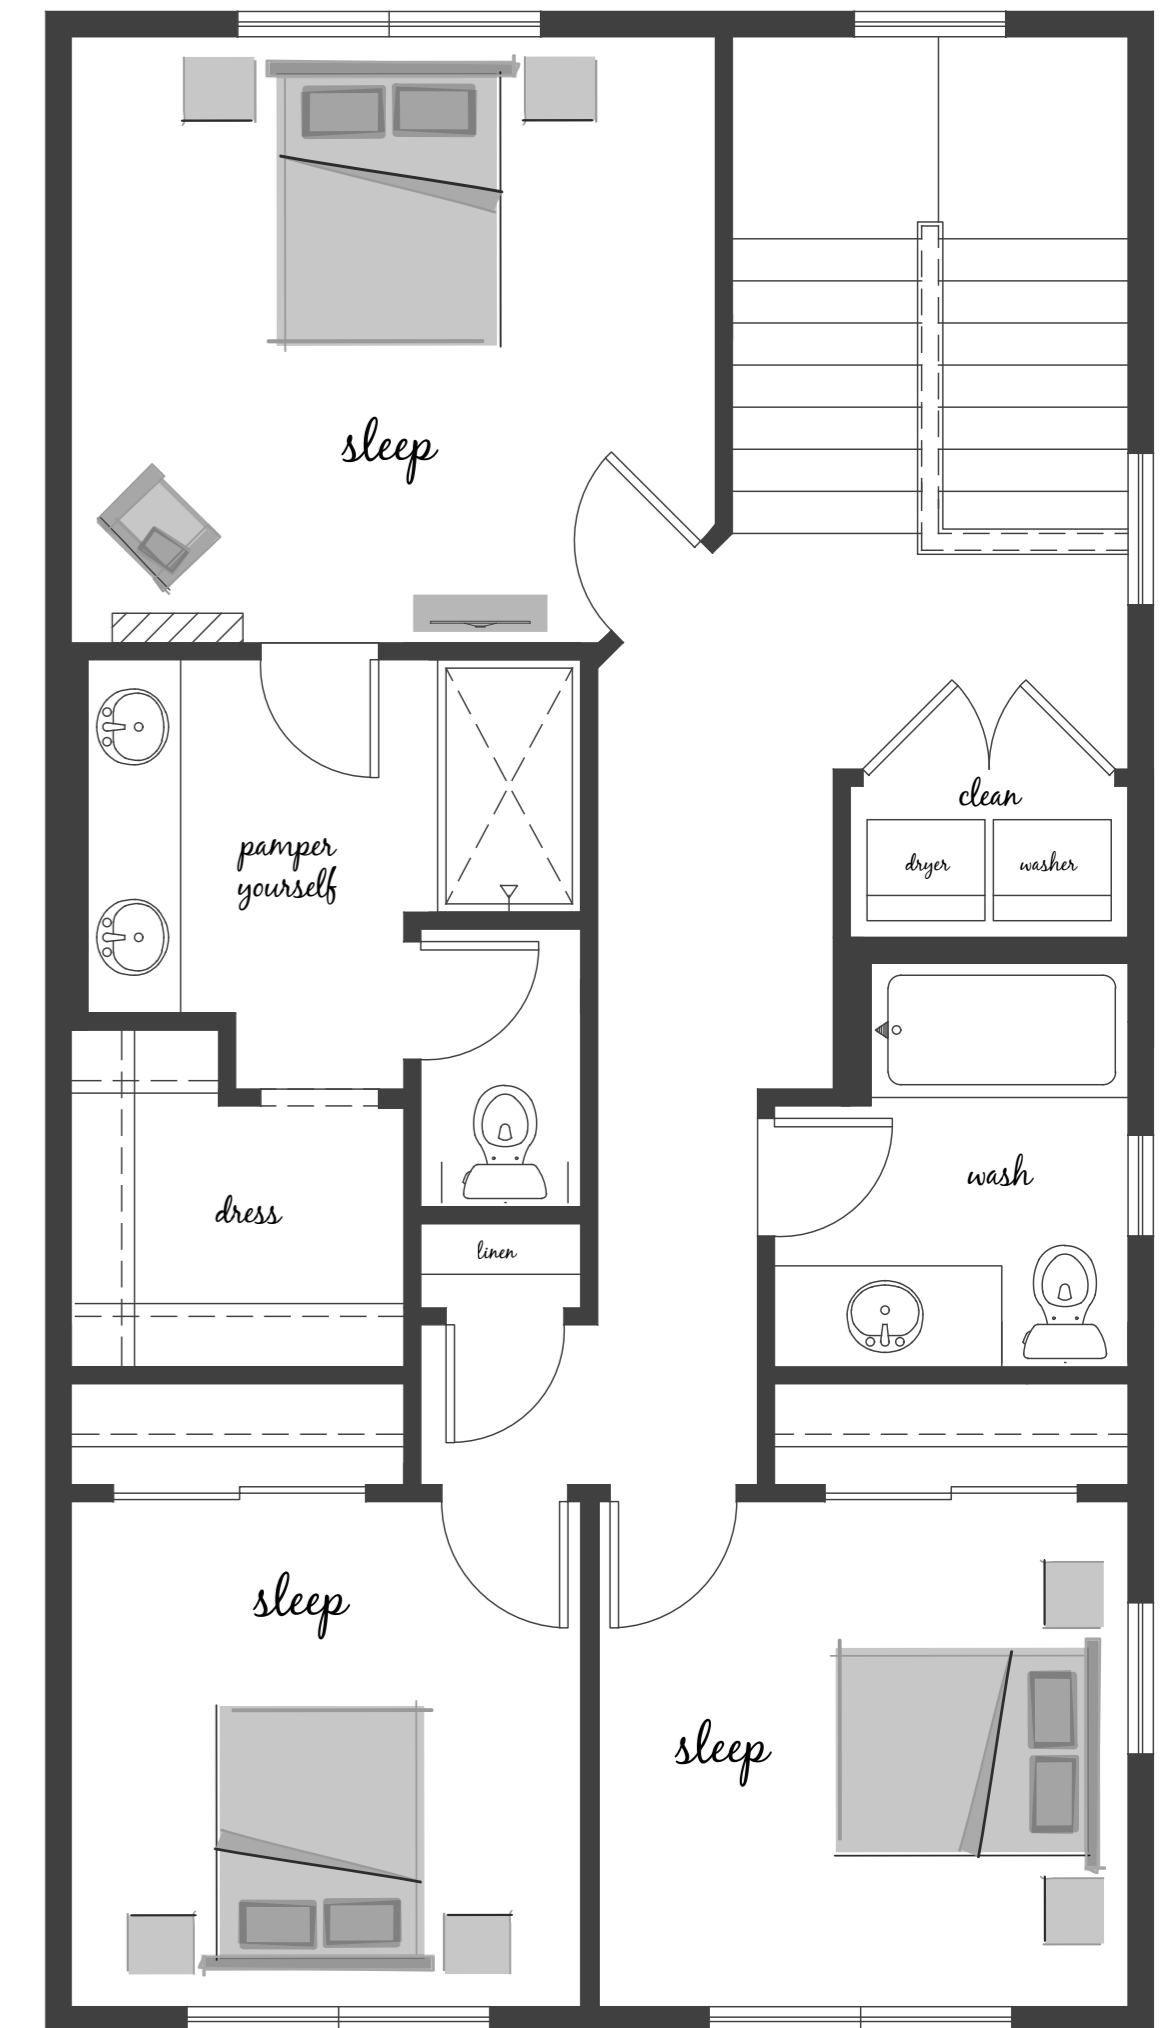 sleep
clean
dryer
washer
pamper
yourself
wash
dress
linen
sleep
sleep